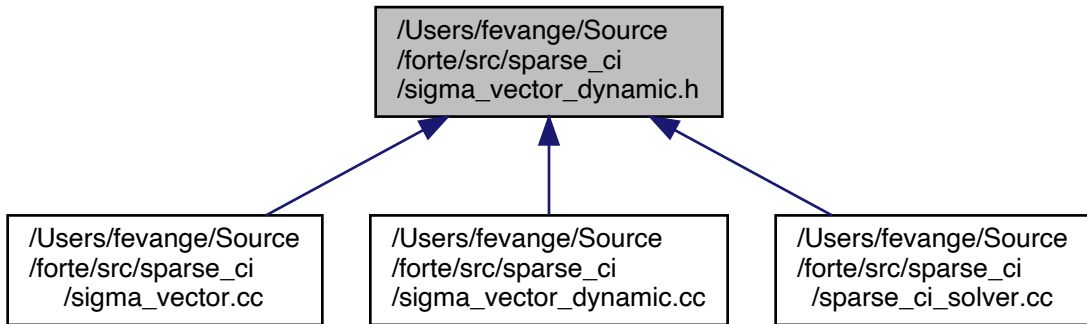 /Users/fevange/Source
/forte/src/sparse_ci
/sigma_vector_dynamic.h
/Users/fevange/Source
/forte/src/sparse_ci
/sigma_vector.cc
/Users/fevange/Source
/forte/src/sparse_ci
/sigma_vector_dynamic.cc
/Users/fevange/Source
/forte/src/sparse_ci
/sparse_ci_solver.cc